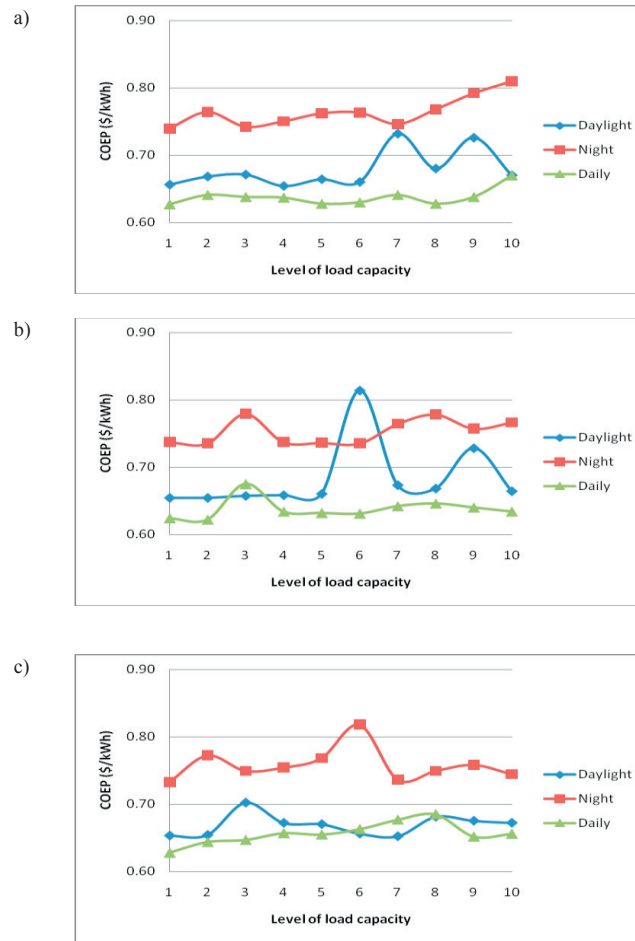 a)
0.90
0.80
0.70
0.60
COEP ($/kWh)
1 2 3 4 5 6 7 8 9 10
Level of load capacity
Daylight
Night
Daily
b)
0.90
0.80
0.70
0.60
COEP ($/kWh)
1 2 3 4 5 6 7 8 9 10
Level of load capacity
Daylight
Night
Daily
c)
0.90
0.80
0.70
0.60
COEP ($/kWh)
1 2 3 4 5 6 7 8 9 10
Level of load capacity
Daylight
Night
Daily